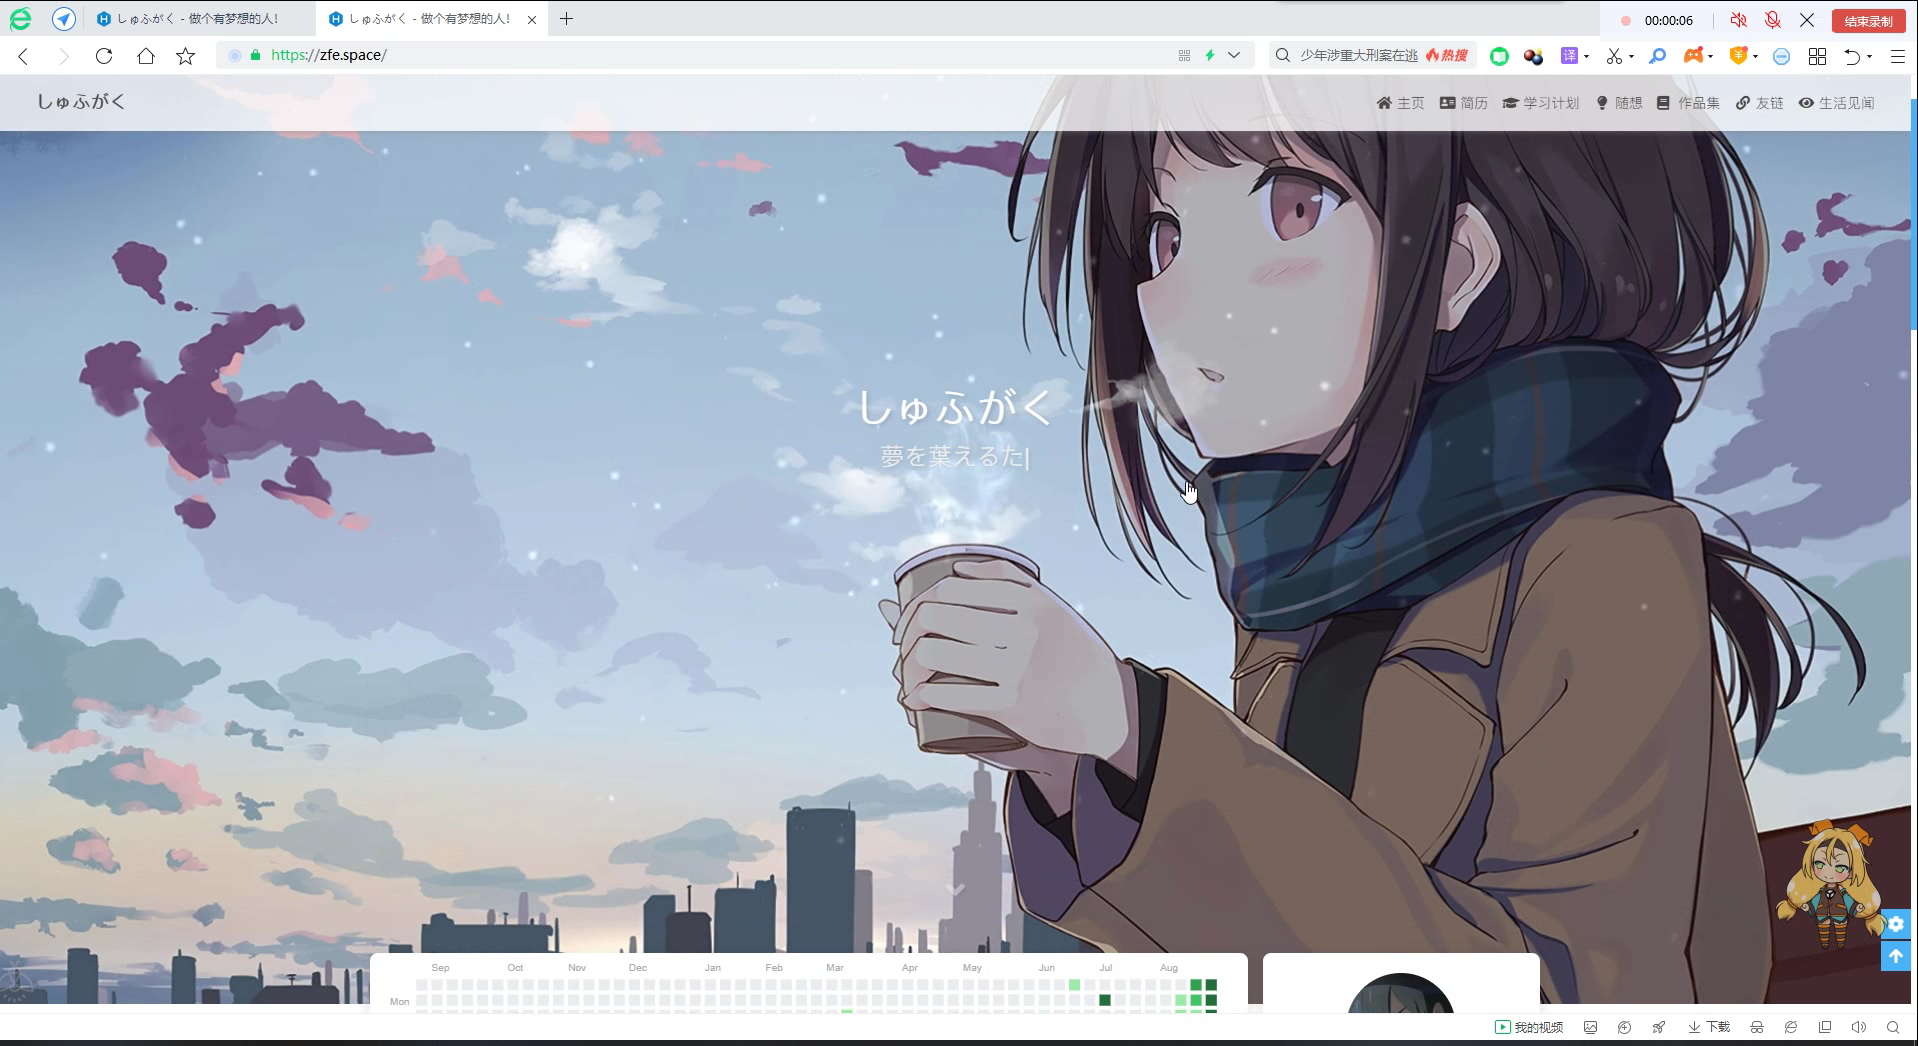 しゅふがく - 做个有梦想的人!
しゅふがく - 做个有梦想的人!
00:00:06
结束录制
https://zfe.space/
少年涉重大刑案在逃
热搜
译
しゅふがく
主页
简历
学习计划
随想
作品集
友链
生活见闻
しゅふがく
夢を葉えるた|
Sep Oct Nov Dec Jan Feb Mar Apr May Jun Jul Aug
Mon
我的视频
下载